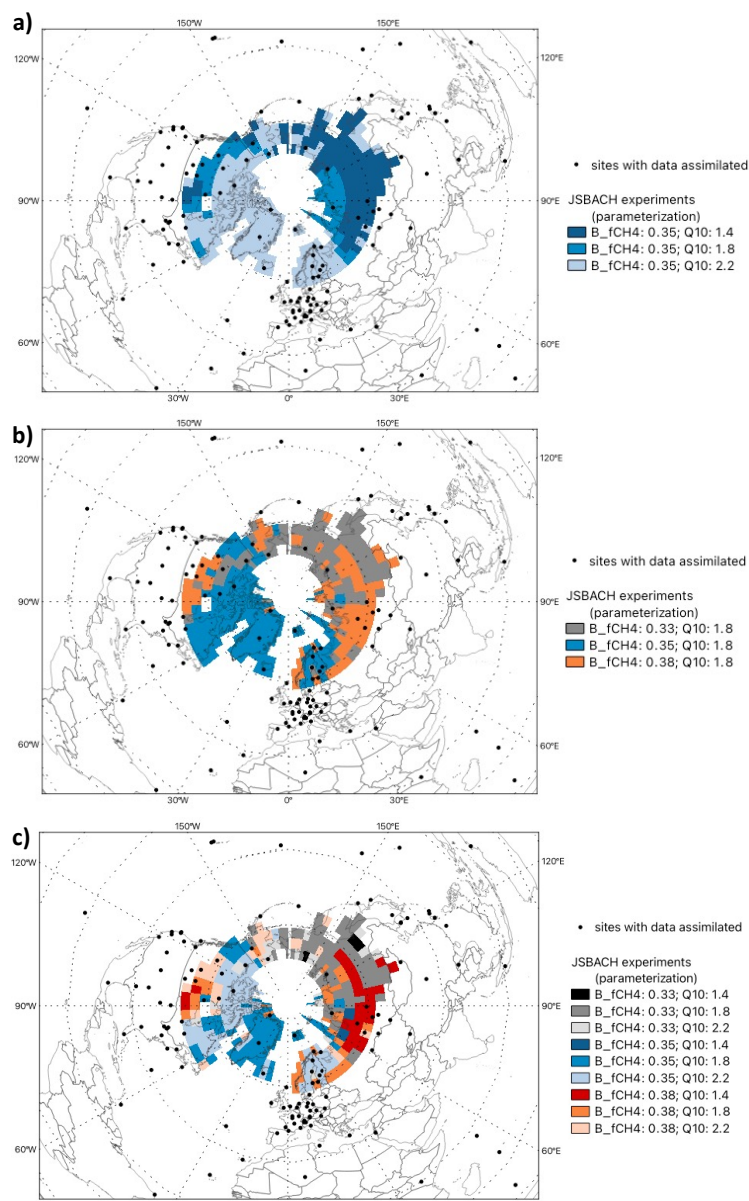 a)
150°W
150°E
120°W
120°E
90°W
90°E
60°W
60°E
30°W
0°
30°E
sites with data assimilated
JSBACH experiments
(parameterization)
B_fCH4: 0.35; Q10: 1.4
B_fCH4: 0.35; Q10: 1.8
B_fCH4: 0.35; Q10: 2.2
b)
150°W
150°E
120°W
120°E
90°W
90°E
60°W
60°E
30°W
0°
30°E
sites with data assimilated
JSBACH experiments
(parameterization)
B_fCH4: 0.33; Q10: 1.8
B_fCH4: 0.35; Q10: 1.8
B_fCH4: 0.38; Q10: 1.8
c)
150°W
150°E
120°W
120°E
90°W
90°E
60°W
60°E
30°W
0°
30°E
sites with data assimilated
JSBACH experiments
(parameterization)
B_fCH4: 0.33; Q10: 1.4
B_fCH4: 0.33; Q10: 1.8
B_fCH4: 0.33; Q10: 2.2
B_fCH4: 0.35; Q10: 1.4
B_fCH4: 0.35; Q10: 1.8
B_fCH4: 0.35; Q10: 2.2
B_fCH4: 0.38; Q10: 1.4
B_fCH4: 0.38; Q10: 1.8
B_fCH4: 0.38; Q10: 2.2